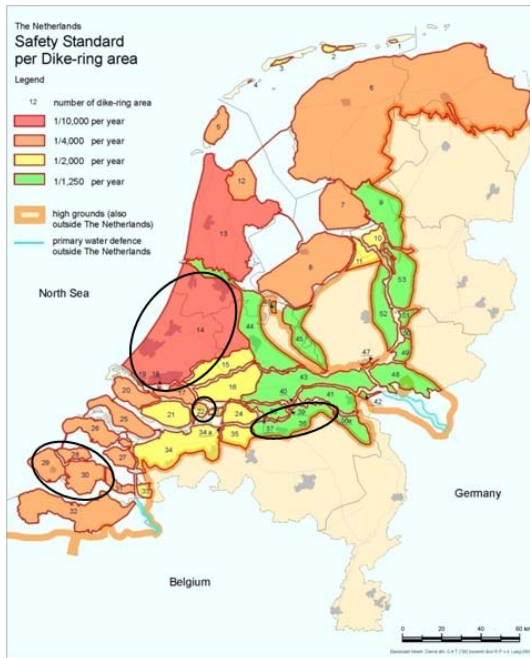 The Netherlands
Safety Standard
per Dike-ring area
Legend
12 number of dike-ring area
1/10,000 per year
1/4,000 per year
1/2,000 per year
1/1,250 per year
high grounds (also
outside The Netherlands)
primary water defence
outside The Netherlands
1
2
3
4
5
6
12
7
9
13
10
11
8
53
North Sea
14
44
52
45
15
47
49
16
43
48
20
40
41
42
21
22
24
39
25
38
37
26
34a
35
27
34
28
29
30
33
32
Germany
Belgium
0 20 40 60 km